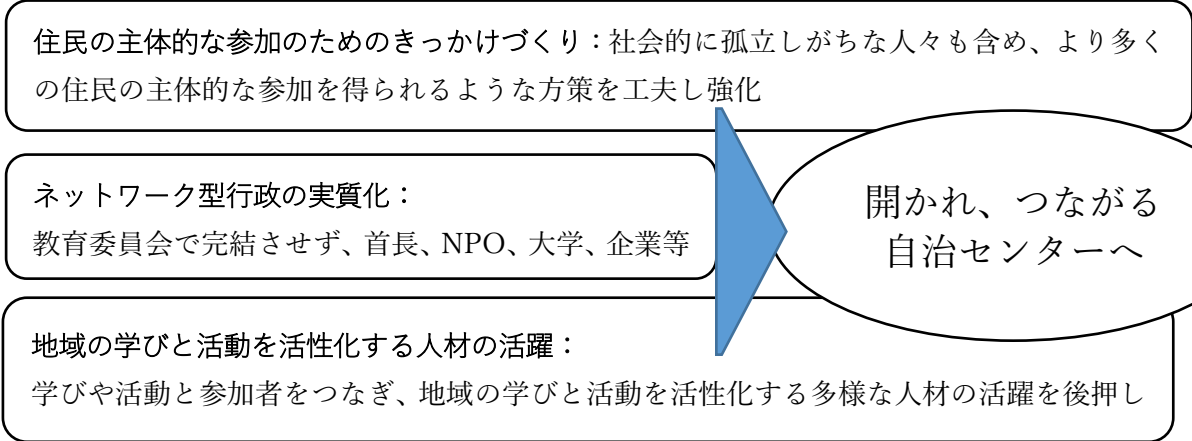 住民の主体的な参加のためのきっかけづくり:社会的に孤立しがちな人々も含め、より多く
の住民の主体的な参加を得られるような方策を工夫し強化
ネットワーク型行政の実質化:
教育委員会で完結させず、首長、NPO、大学、企業等
開かれ、つながる
自治センターへ
地域の学びと活動を活性化する人材の活躍:
学びや活動と参加者をつなぎ、地域の学びと活動を活性化する多様な人材の活躍を後押し